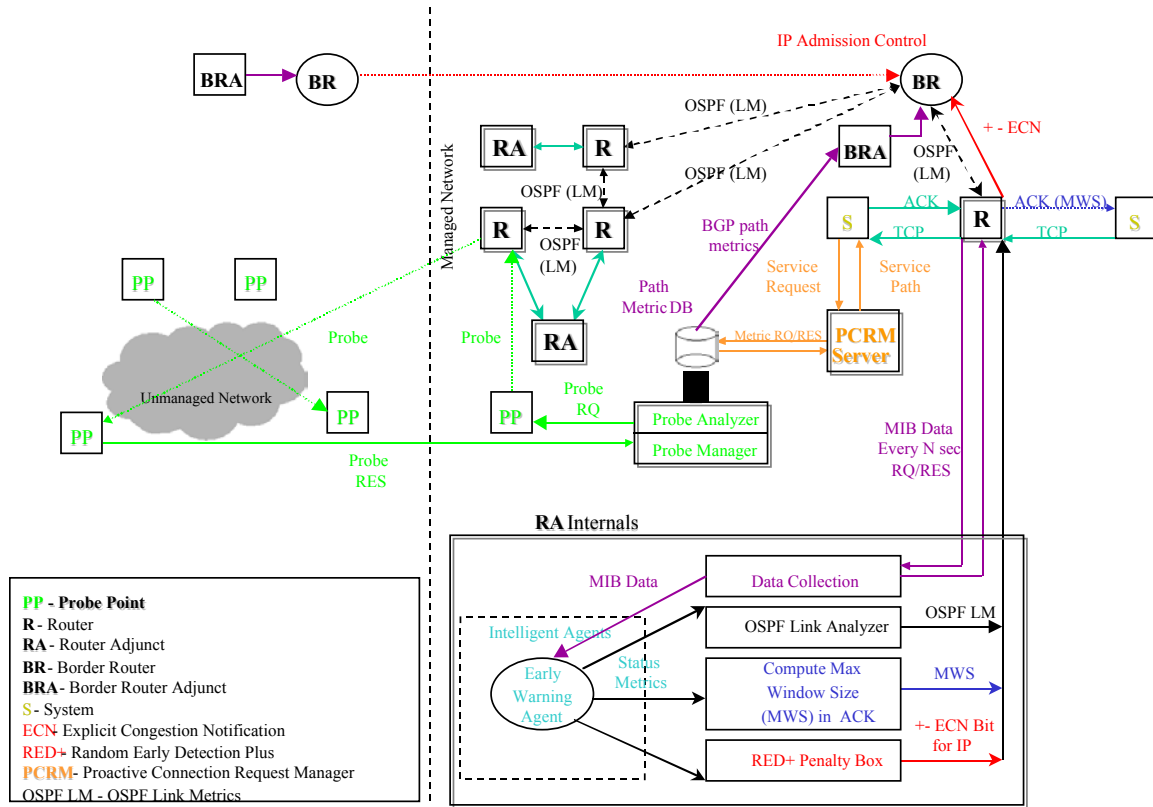 IP Admission Control
BRA
BR
BR
OSPF (LM)
+ - ECN
RA
R
BRA
OSPF
(LM)
OSPF (LM)
OSPF (LM)
Managed Network
R
R
OSPF
(LM)
BGP path
metrics
S
ACK
TCP
R
ACK (MWS)
TCP
S
PP
PP
Service
Request
Service
Path
Path
Metric DB
Probe
Probe
RA
Metric RQ/RES
PCRM
Server
Unmanaged Network
PP
PP
PP
Probe
RQ
Probe Analyzer
Probe Manager
Probe
RES
MIB Data
Every N sec
RQ/RES
RA Internals
MIB Data
Data Collection
OSPF Link Analyzer
OSPF LM
Intelligent Agents
Early
Warning
Agent
Status
Metrics
Compute Max
Window Size
(MWS) in ACK
MWS
RED+ Penalty Box
+- ECN Bit
for IP
PP - Probe Point
R - Router
RA - Router Adjunct
BR- Border Router
BRA- Border Router Adjunct
S - System
ECN- Explicit Congestion Notification
RED+- Random Early Detection Plus
PCRM- Proactive Connection Request Manager
OSPF LM - OSPF Link Metrics